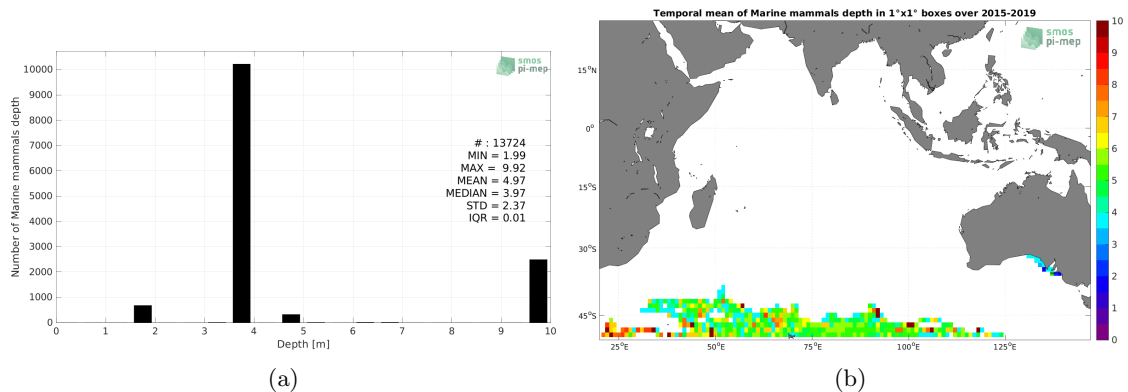 smos
pi-mep
10000
9000
8000
7000
6000
5000
4000
3000
2000
1000
0
Number of Marine mammals depth
# : 13724
MIN = 1.99
MAX = 9.92
MEAN = 4.97
MEDIAN = 3.97
STD = 2.37
IQR = 0.01
0 1 2 3 4 5 6 7 8 9 10
Depth [m]
(a)
Temporal mean of Marine mammals depth in 1°x1° boxes over 2015-2019
smos
pi-mep
15°N
0°
15°S
30°S
45°S
25°E 50°E 75°E 100°E 125°E
10
9
8
7
6
5
4
3
2
1
0
(b)